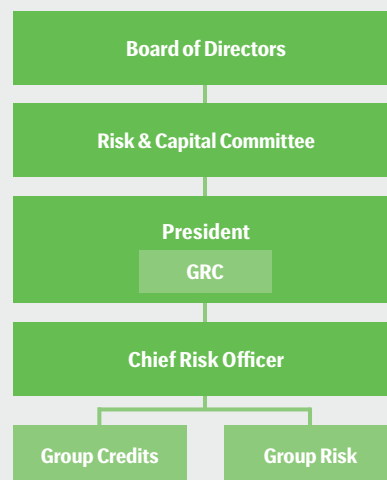 Board of Directors
Risk & Capital Committee
President
GRC
Chief Risk Officer
Group Credits
Group Risk